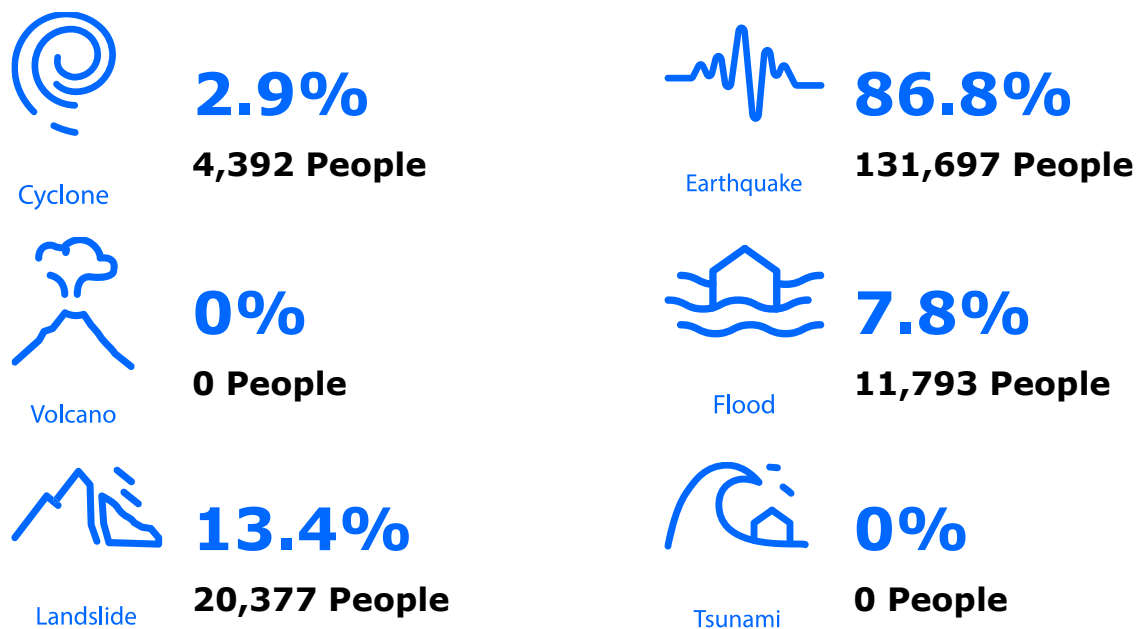 2.9%
4,392 People
Cyclone
86.8%
131,697 People
Earthquake
0%
0 People
Volcano
7.8%
11,793 People
Flood
13.4%
20,377 People
Landslide
0%
0 People
Tsunami